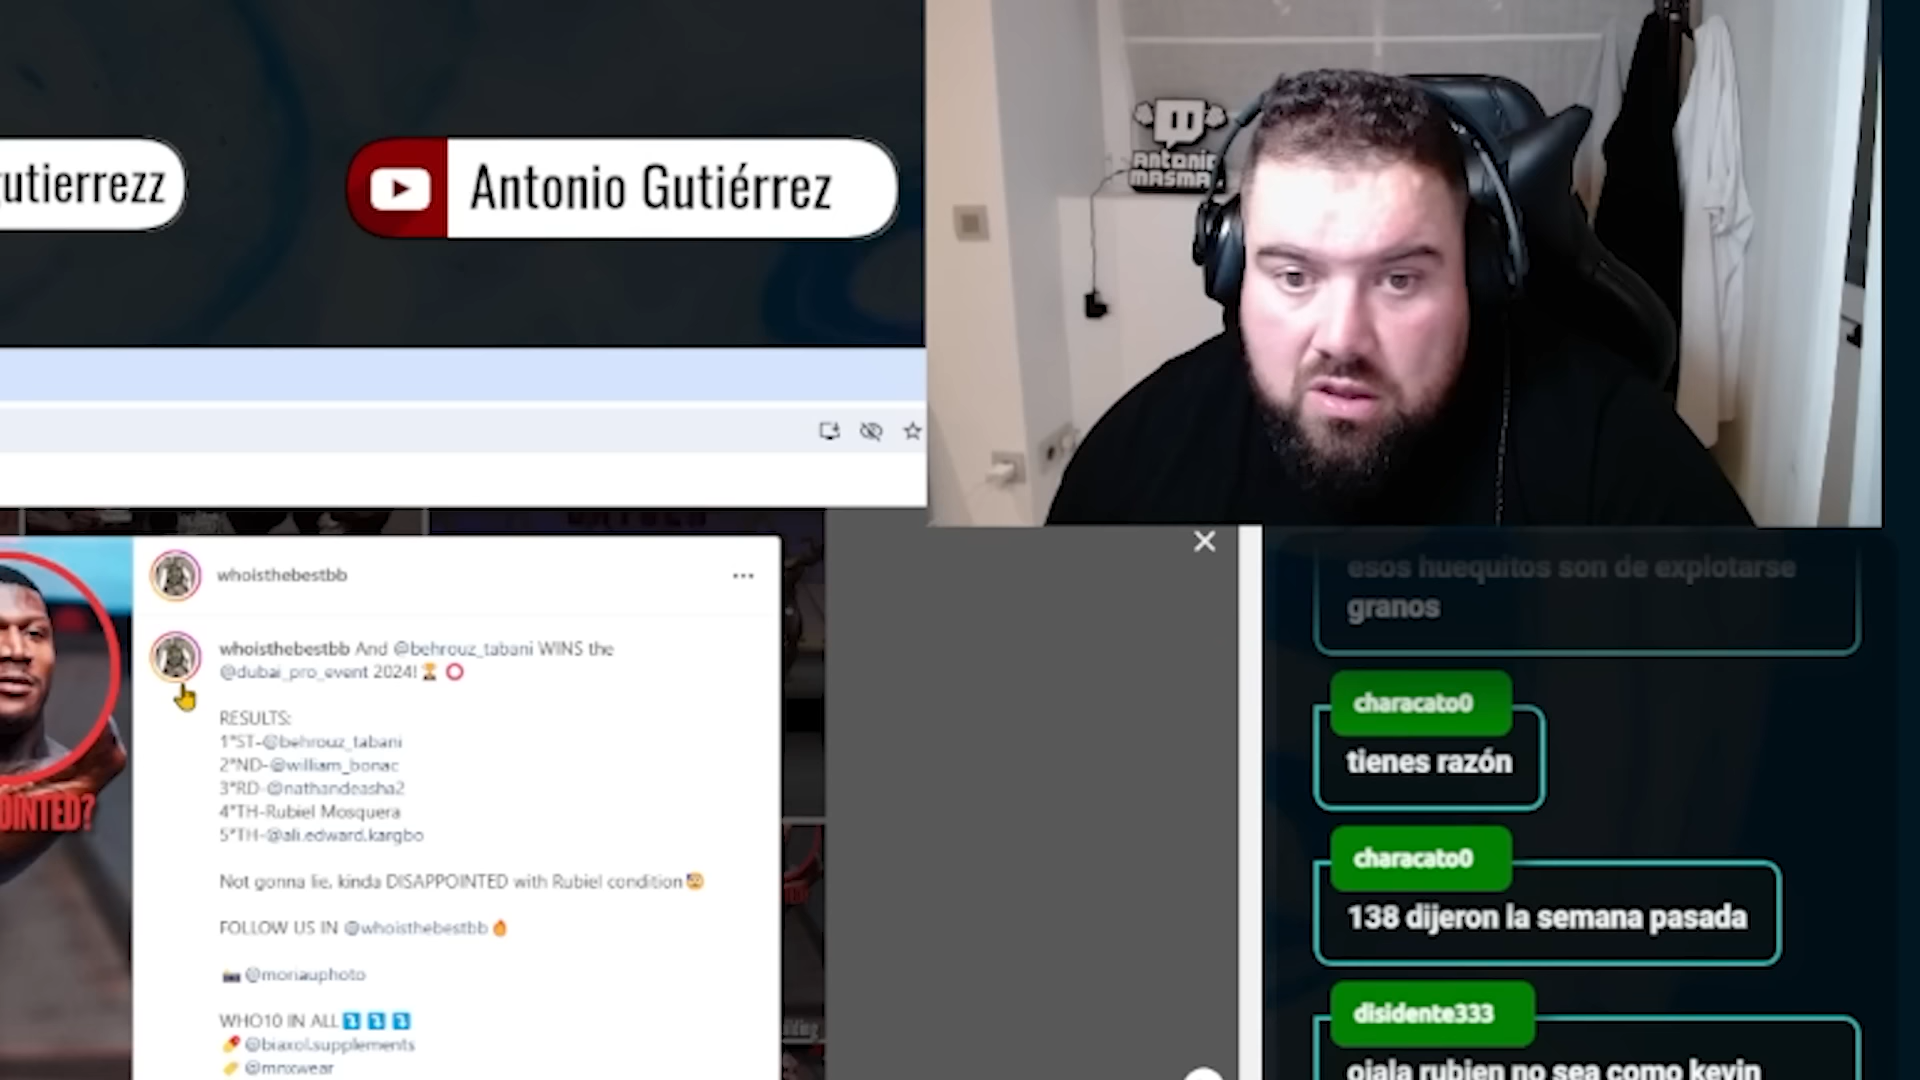 gutierrezz
Antonio Gutiérrez
Antonio
MASMA
whoisthebestbb
whoisthebestbb And @behrouz_tabani WINS the
@dubai_pro_event 2024!🏆⭕
RESULTS:
1°ST-@behrouz_tabani
2°ND-@william_bonac
3°RD-@nathandeasha2
4°TH-Rubiel Mosquera
5°TH-@ali.edward.kargbo
Not gonna lie, kinda DISAPPOINTED with Rubiel condition
FOLLOW US IN @whoisthebestbb
@moriauphoto
WHO10 IN ALL
@biaxol.supplements
@mnxwear
OINTED?
esos huequitos son de explotarse
granos
characato0
tienes razón
characato0
138 dijeron la semana pasada
disidente333
ojala rubien no sea como kevin